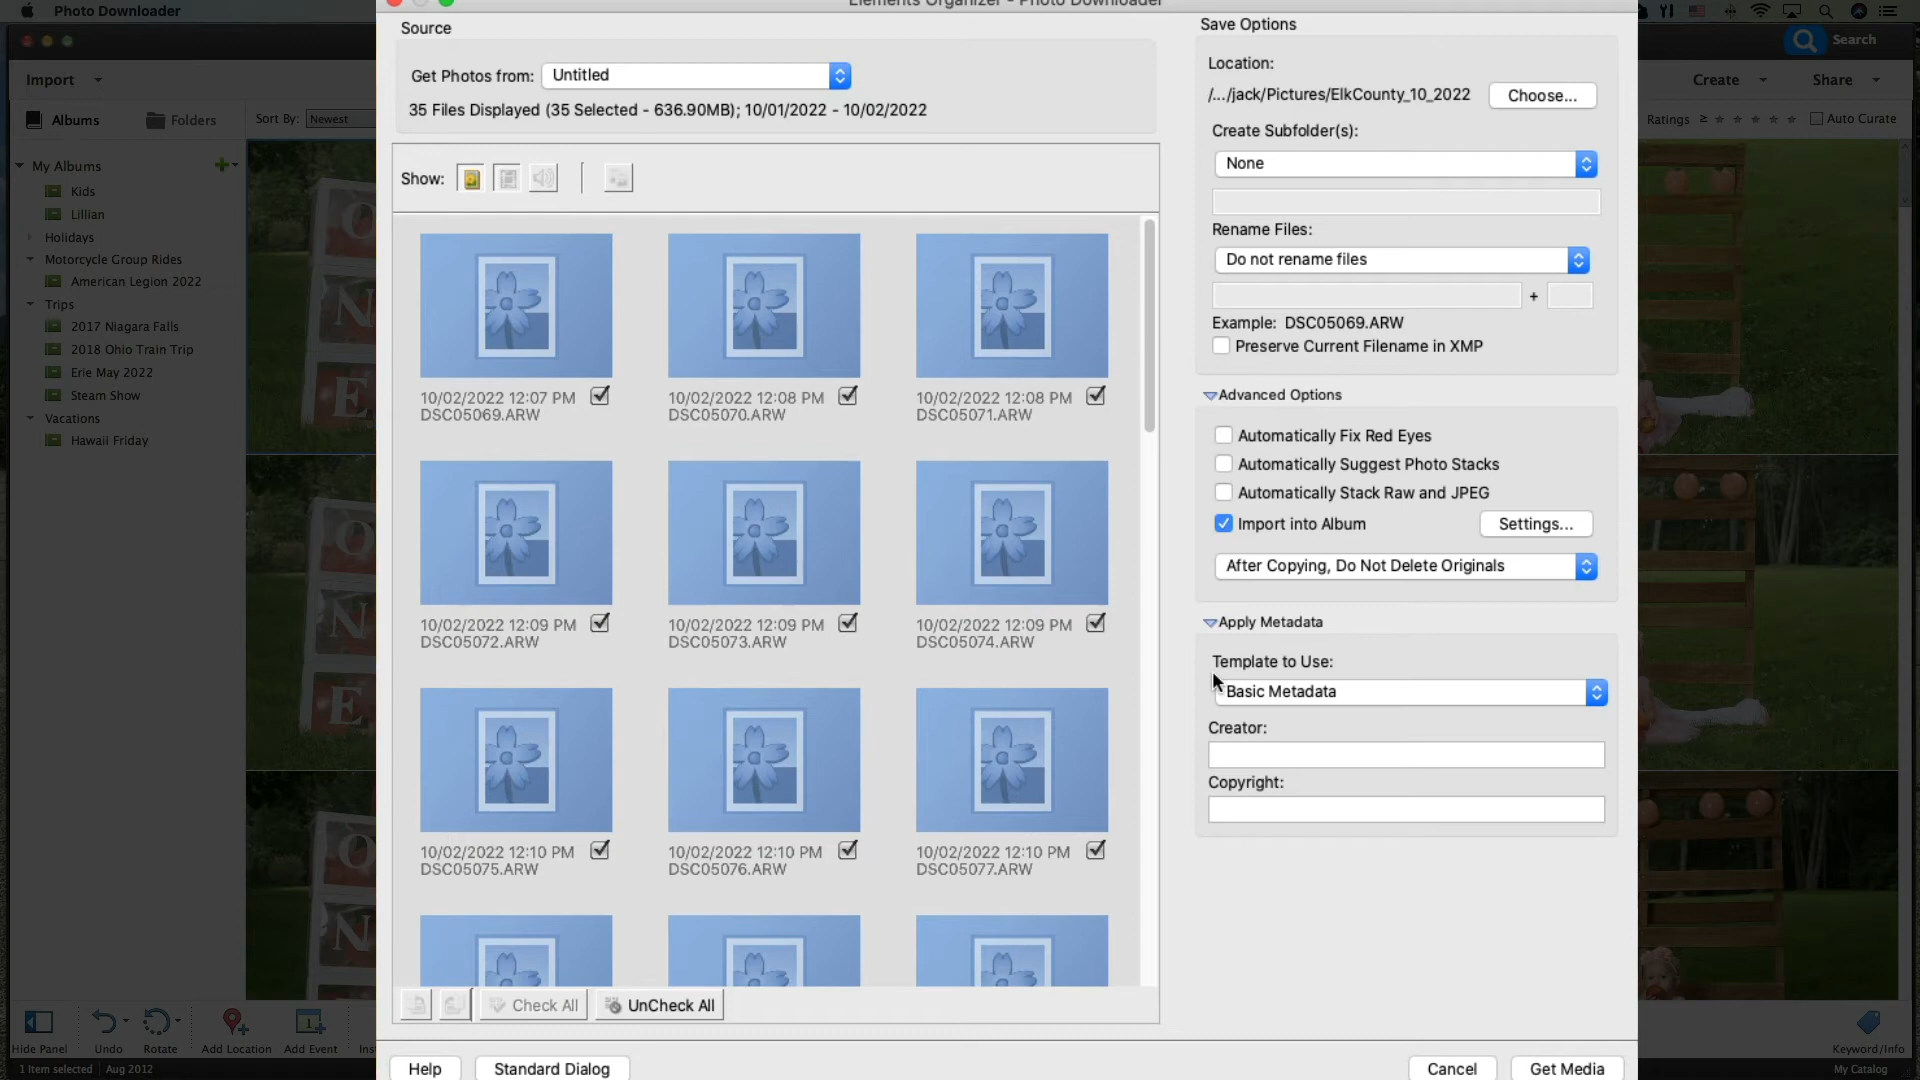 Photo Downloader
Elements Organizer - Photo Downloader
Search
Import
Create
Share
Albums
Folders
Sort By:
Newest
Ratings ≥
Auto Curate
My Albums
Kids
Lillian
Holidays
Motorcycle Group Rides
American Legion 2022
Trips
2017 Niagara Falls
2018 Ohio Train Trip
Erie May 2022
Steam Show
Vacations
Hawaii Friday
Source
Get Photos from: Untitled
35 Files Displayed (35 Selected - 636.90MB); 10/01/2022 - 10/02/2022
Show:
10/02/2022 12:07 PM
DSC05069.ARW
10/02/2022 12:08 PM
DSC05070.ARW
10/02/2022 12:08 PM
DSC05071.ARW
10/02/2022 12:09 PM
DSC05072.ARW
10/02/2022 12:09 PM
DSC05073.ARW
10/02/2022 12:09 PM
DSC05074.ARW
10/02/2022 12:10 PM
DSC05075.ARW
10/02/2022 12:10 PM
DSC05076.ARW
10/02/2022 12:10 PM
DSC05077.ARW
Check All
UnCheck All
Save Options
Location:
/.../jack/Pictures/ElkCounty_10_2022
Choose...
Create Subfolder(s):
None
Rename Files:
Do not rename files
+
Example: DSC05069.ARW
Preserve Current Filename in XMP
Advanced Options
Automatically Fix Red Eyes
Automatically Suggest Photo Stacks
Automatically Stack Raw and JPEG
Import into Album
Settings...
After Copying, Do Not Delete Originals
Apply Metadata
Template to Use:
Basic Metadata
Creator:
Copyright:
Help
Standard Dialog
Cancel
Get Media
Hide Panel
Undo
Rotate
Add Location
Add Event
Keyword/Info
1 Item selected
Aug 2012
My Catalog